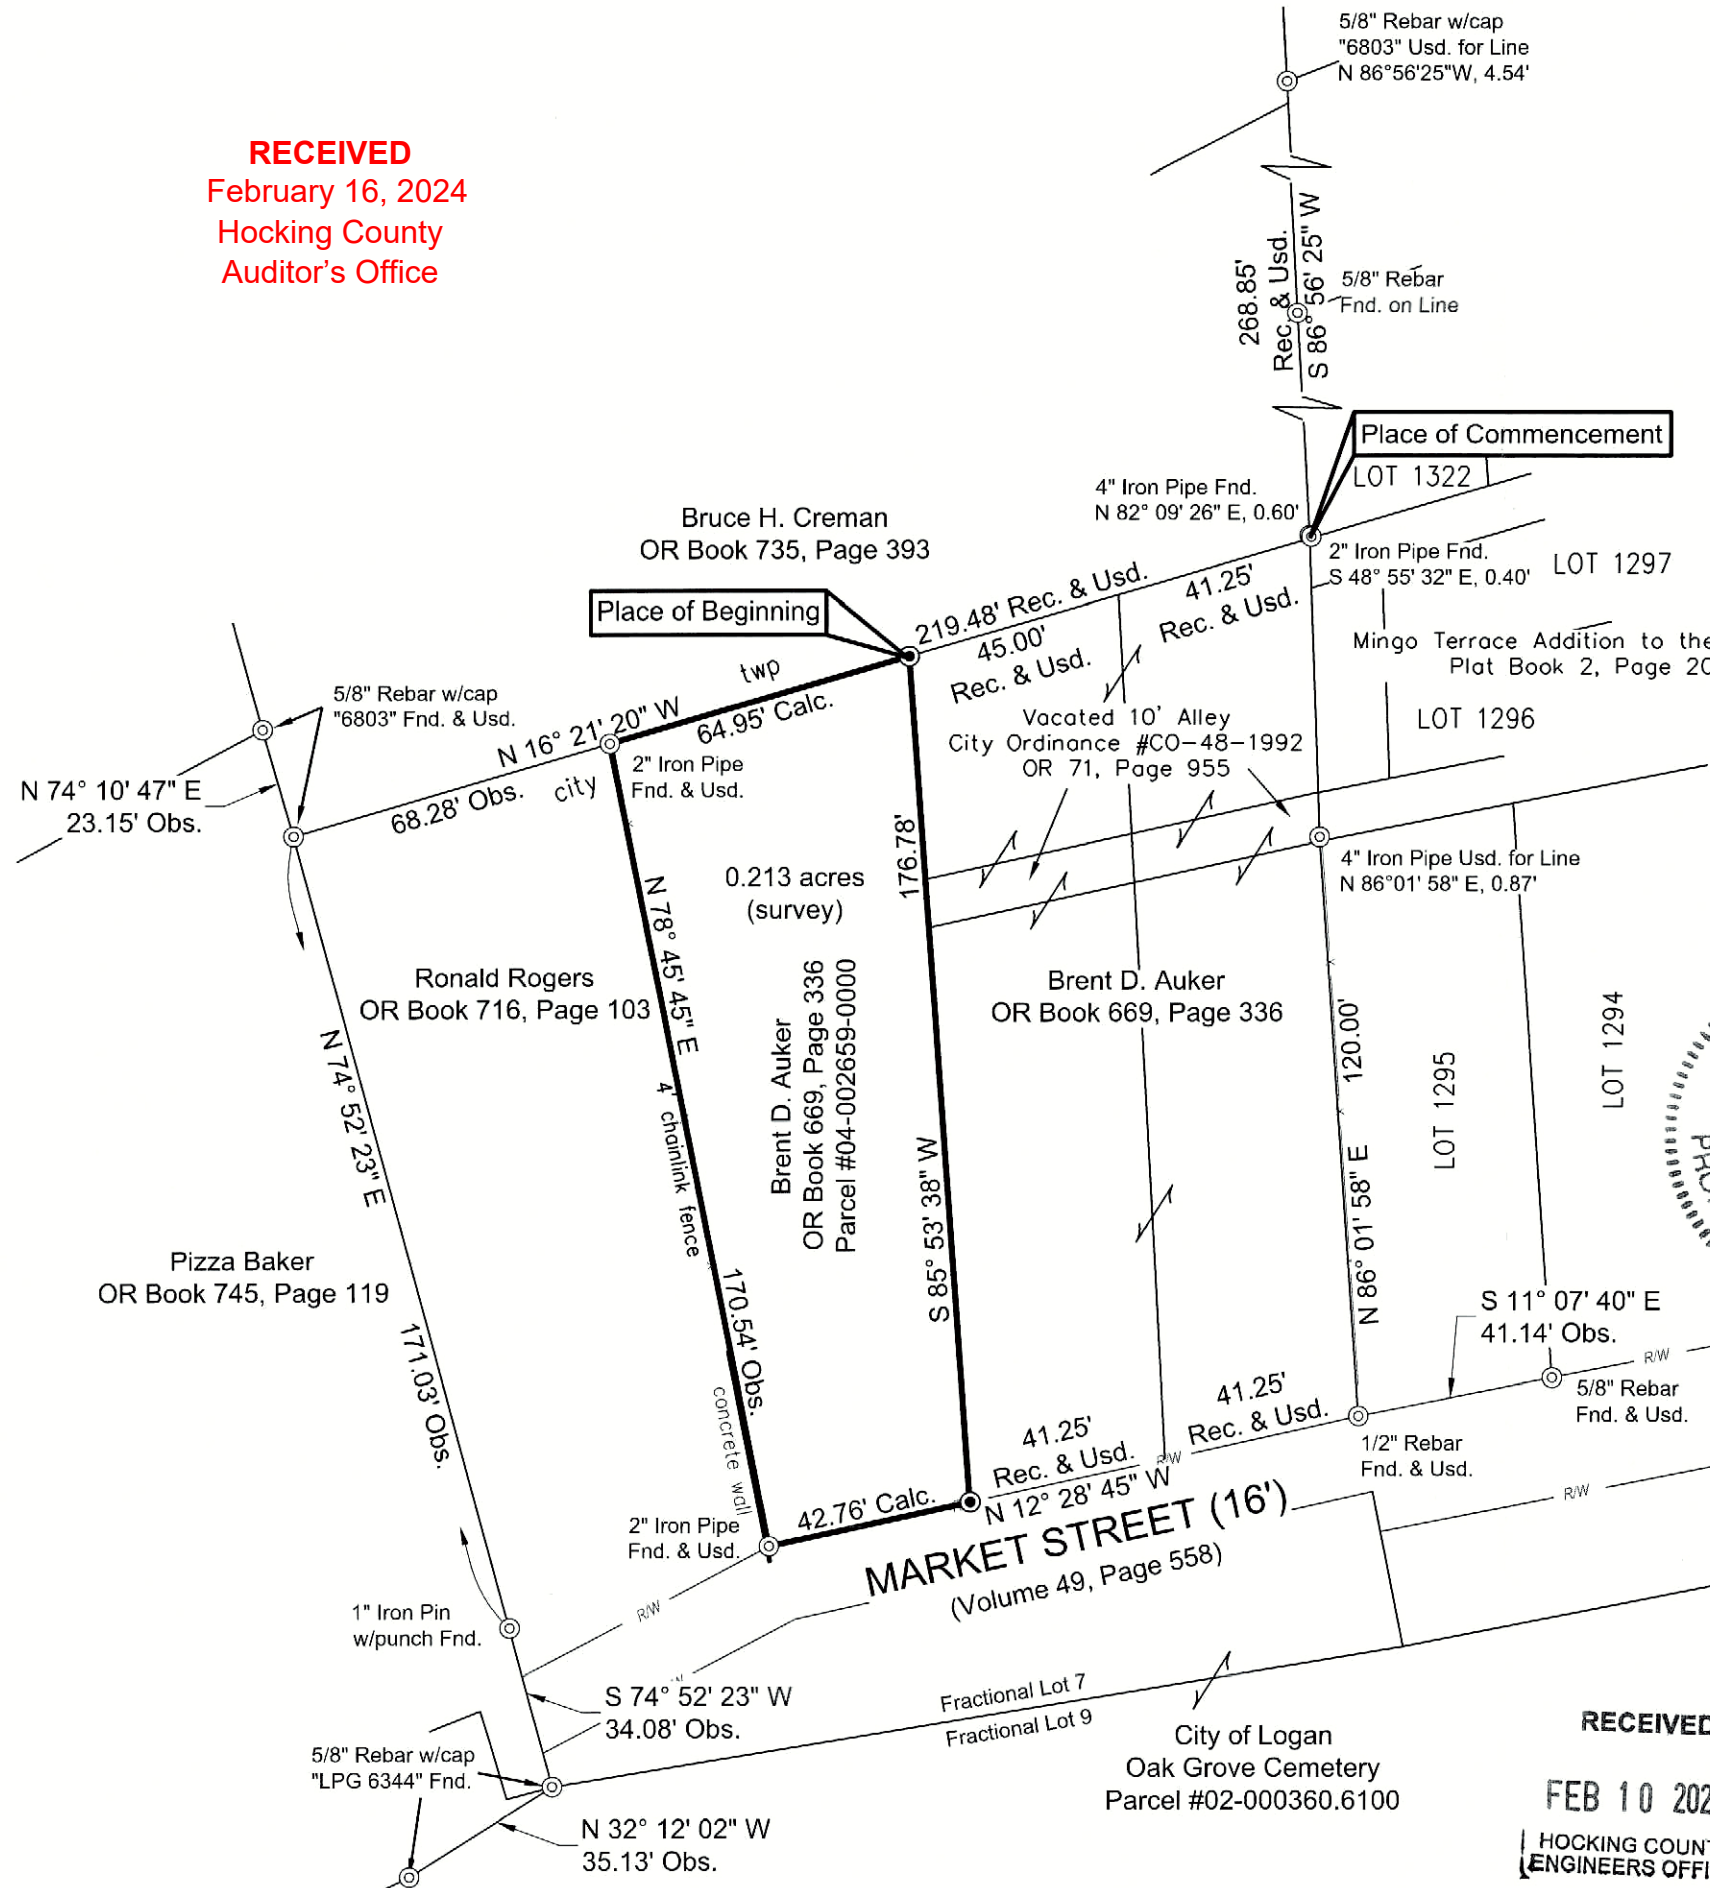 5/8" Rebar w/cap
"6803" Usd. for Line
N 86°56'25"W, 4.54'
RECEIVED
February 16, 2024
Hocking County
Auditor's Office
268.85'
Rec. & Usd.
S 86° 56' 25" W
5/8" Rebar
Fnd. on Line
Place of Commencement
LOT 1322
4" Iron Pipe Fnd.
N 82° 09' 26" E, 0.60'
Bruce H. Creman
OR Book 735, Page 393
2" Iron Pipe Fnd.
S 48° 55' 32" E, 0.40'
LOT 1297
Place of Beginning
219.48' Rec. & Usd.
45.00'
Rec. & Usd.
41.25'
Rec. & Usd.
Mingo Terrace Addition to the
Plat Book 2, Page 20
twp
5/8" Rebar w/cap
"6803" Fnd. & Usd.
N 16° 21' 20" W
64.95' Calc.
Vacated 10' Alley
City Ordinance #CO-48-1992
OR 71, Page 955
LOT 1296
2" Iron Pipe
Fnd. & Usd.
city
68.28' Obs.
N 74° 10' 47" E
23.15' Obs.
176.78'
4" Iron Pipe Usd. for Line
N 86°01' 58" E, 0.87'
0.213 acres
(survey)
N 78° 45' 45" E
Ronald Rogers
OR Book 716, Page 103
Brent D. Auker
OR Book 669, Page 336
Parcel #04-002659-0000
Brent D. Auker
OR Book 669, Page 336
120.00'
LOT 1295
LOT 1294
N 74° 52' 23" E
4' chainlink fence
S 85° 53' 38" W
N 86° 01' 58" E
Pizza Baker
OR Book 745, Page 119
170.54' Obs.
171.03' Obs.
S 11° 07' 40" E
41.14' Obs.
R/W
5/8" Rebar
Fnd. & Usd.
concrete wall
41.25'
Rec. & Usd.
41.25'
Rec. & Usd.
R/W
1/2" Rebar
Fnd. & Usd.
42.76' Calc.
N 12° 28' 45" W
2" Iron Pipe
Fnd. & Usd.
MARKET STREET (16')
(Volume 49, Page 558)
R/W
R/W
1" Iron Pin
w/punch Fnd.
S 74° 52' 23" W
34.08' Obs.
Fractional Lot 7
Fractional Lot 9
City of Logan
Oak Grove Cemetery
Parcel #02-000360.6100
5/8" Rebar w/cap
"LPG 6344" Fnd.
N 32° 12' 02" W
35.13' Obs.
RECEIVED
FEB 10 202
HOCKING COUNT
ENGINEERS OFFI